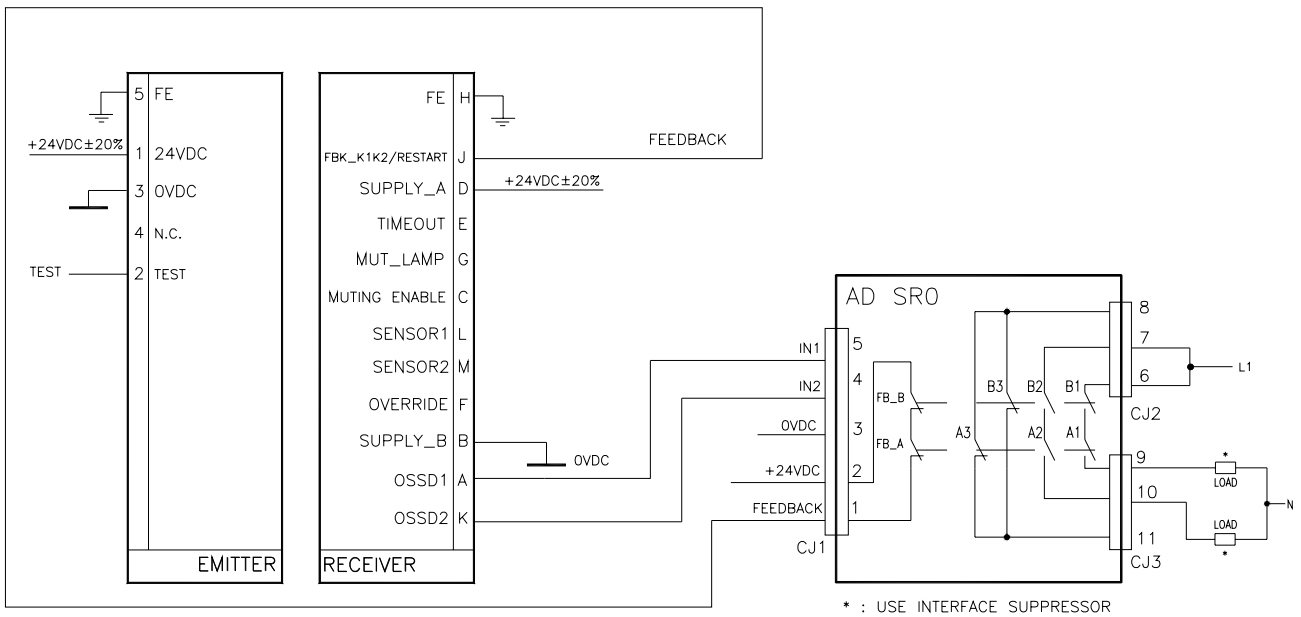 FEEDBACK
5 FE
+24VDC±20%
1 24VDC
3 0VDC
4 N.C.
TEST
2 TEST
EMITTER
FE H
FBK_K1K2/RESTART J
SUPPLY_A D
+24VDC±20%
TIMEOUT E
MUT_LAMP G
MUTING ENABLE C
SENSOR1 L
SENSOR2 M
OVERRIDE F
SUPPLY_B B
0VDC
OSSD1 A
OSSD2 K
RECEIVER
AD SR0
IN1
5
IN2
4
0VDC
3
+24VDC
2
FEEDBACK
1
CJ1
FB_B
FB_A
B3
B2
B1
A3
A2
A1
8
7
6
CJ2
L1
9
10
11
CJ3
*
LOAD
N
LOAD
*
* : USE INTERFACE SUPPRESSOR